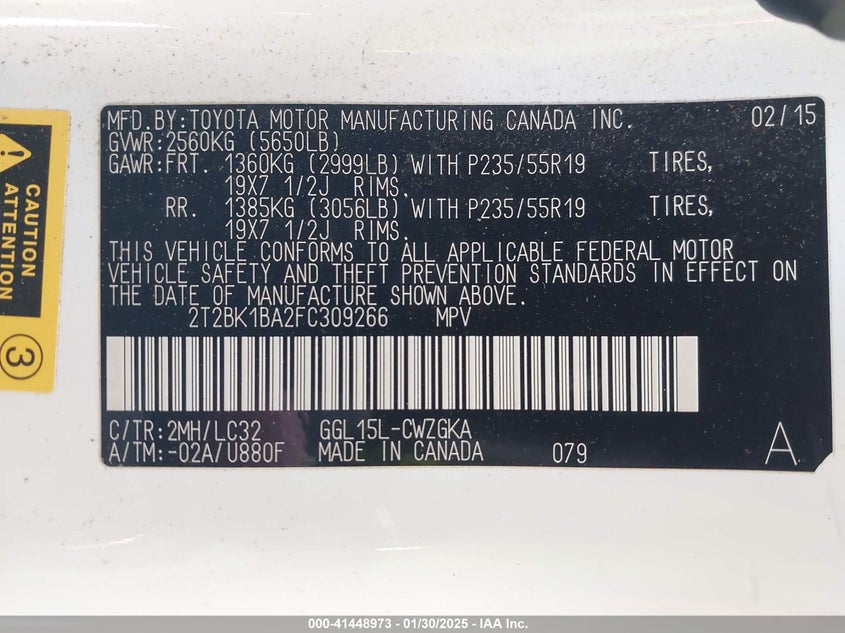 MFD. BY:TOYOTA MOTOR MANUFACTURING CANADA INC. 02/15
GVWR:2560KG (5650LB)
GAWR:FRT. 1360KG (2999LB) WITH P235/55R19 TIRES,
19X7 1/2J RIMS.
RR. 1385KG (3056LB) WITH P235/55R19 TIRES,
19X7 1/2J RIMS.
THIS VEHICLE CONFORMS TO ALL APPLICABLE FEDERAL MOTOR
VEHICLE SAFETY AND THEFT PREVENTION STANDARDS IN EFFECT ON
THE DATE OF MANUFACTURE SHOWN ABOVE.
2T2BK1BA2FC309266 MPV
C/TR:2MH/LC32 GGL15L-CWZGKA
A/TM:-02A/U880F MADE IN CANADA 079 A
CAUTION
ATTENTION
3
000-41448973 - 01/30/2025 - IAA Inc.